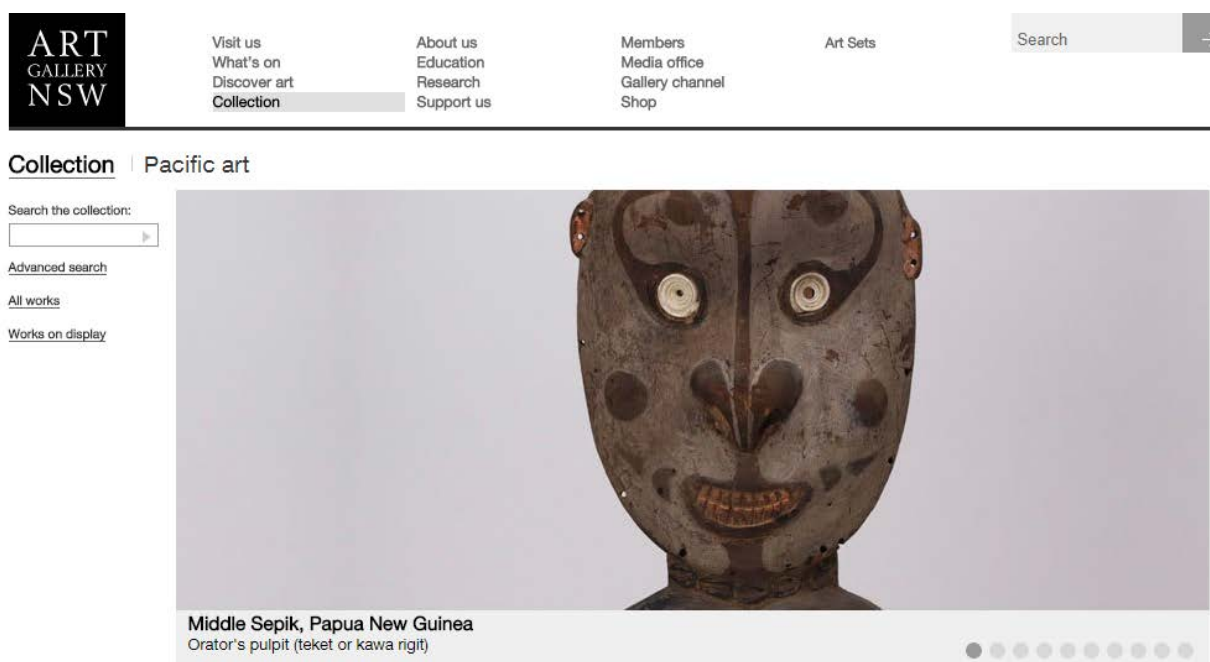 ART
GALLERY
NSW
Visit us
What's on
Discover art
Collection
About us
Education
Research
Support us
Members
Media office
Gallery channel
Shop
Art Sets
Search
Collection
Pacific art
Search the collection:
Advanced search
All works
Works on display
Middle Sepik, Papua New Guinea
Orator's pulpit (teket or kawa rigit)